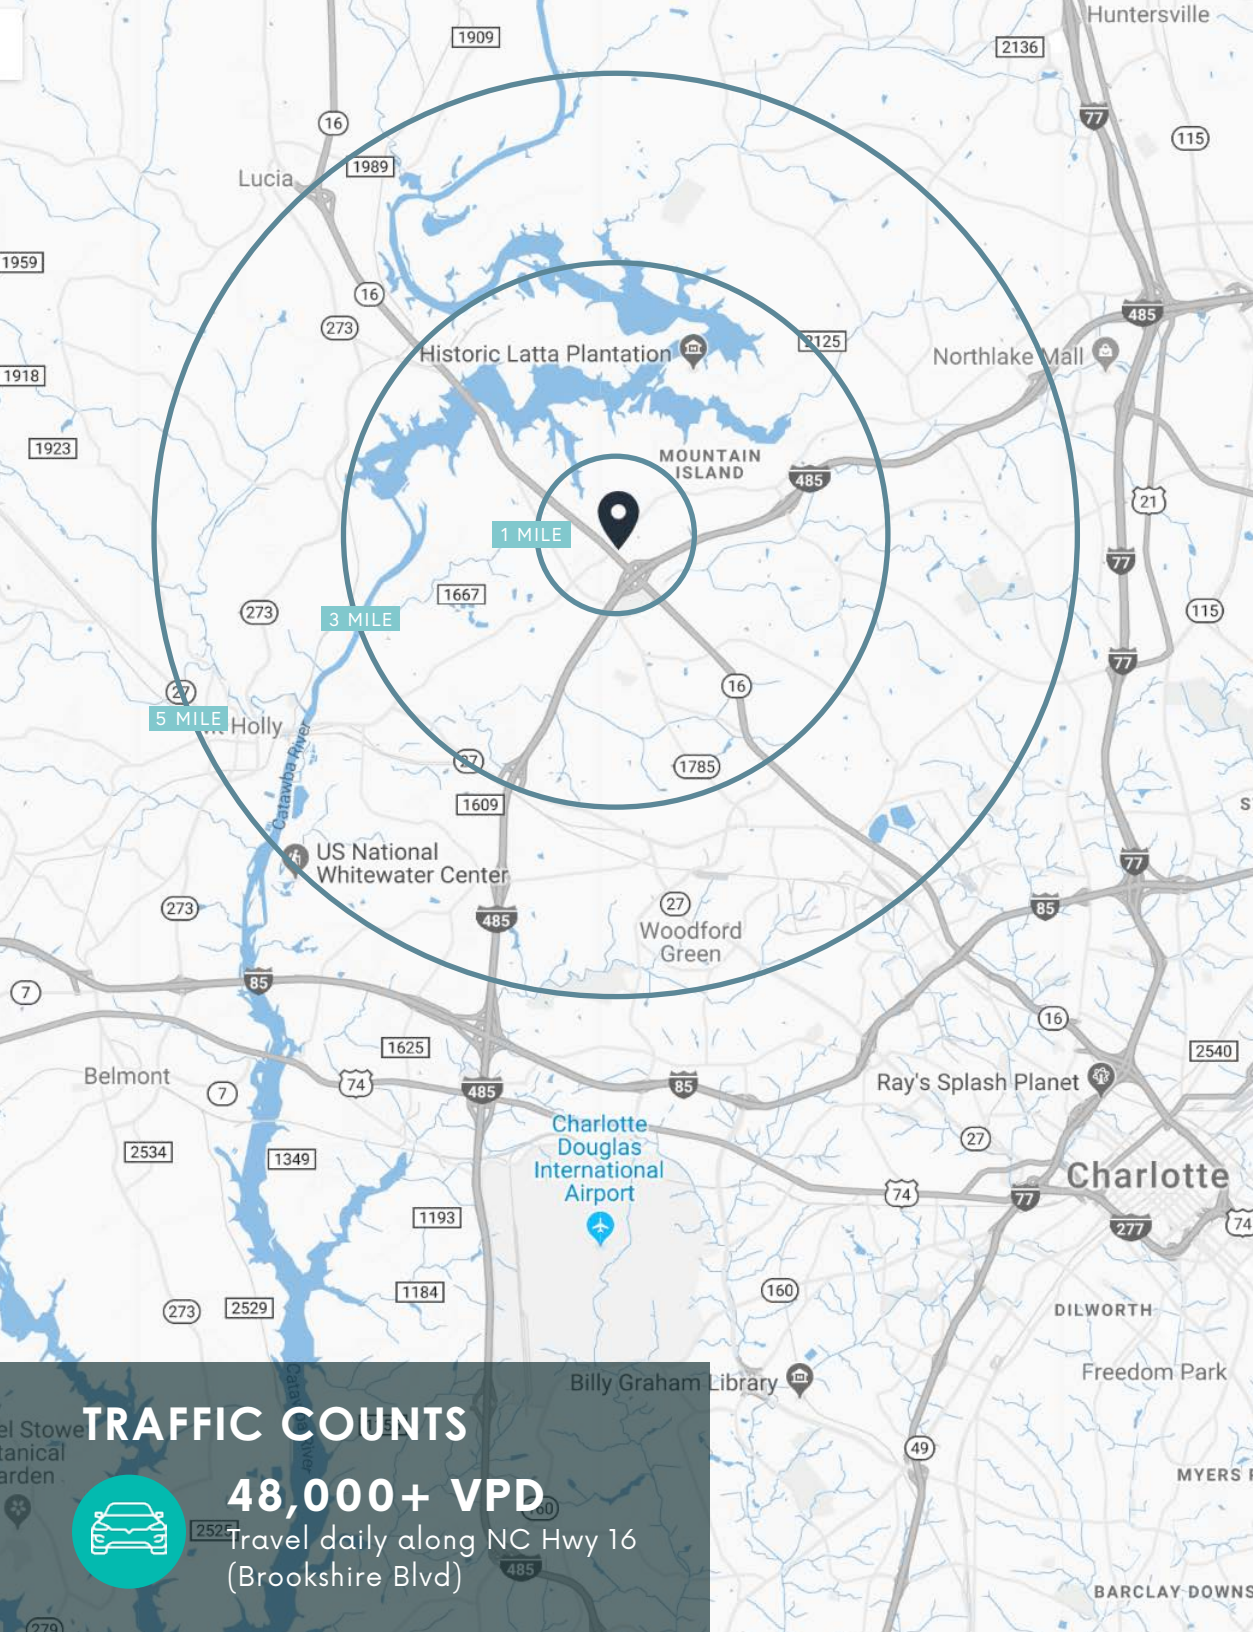 Huntersville
1909
2136
77
16
115
1989
Lucia
1959
16
485
273
2125
Historic Latta Plantation
Northlake Mall
1918
1923
MOUNTAIN
ISLAND
485
21
1 MILE
77
1667
273
115
3 MILE
77
27
16
5 MILE
Holly
Catawba River
27
1785
1609
US National
Whitewater Center
77
273
27
85
485
Woodford
Green
85
7
16
1625
2540
Belmont
7
74
485
85
Ray's Splash Planet
Charlotte
Douglas
International
Airport
27
2534
1349
Charlotte
74
77
1193
277
74
1184
160
273
2529
DILWORTH
Freedom Park
Billy Graham Library
TRAFFIC COUNTS
49
MYERS
48,000+ VPD
2525
Travel daily along NC Hwy 16
(Brookshire Blvd)
485
BARCLAY DOWNS
279